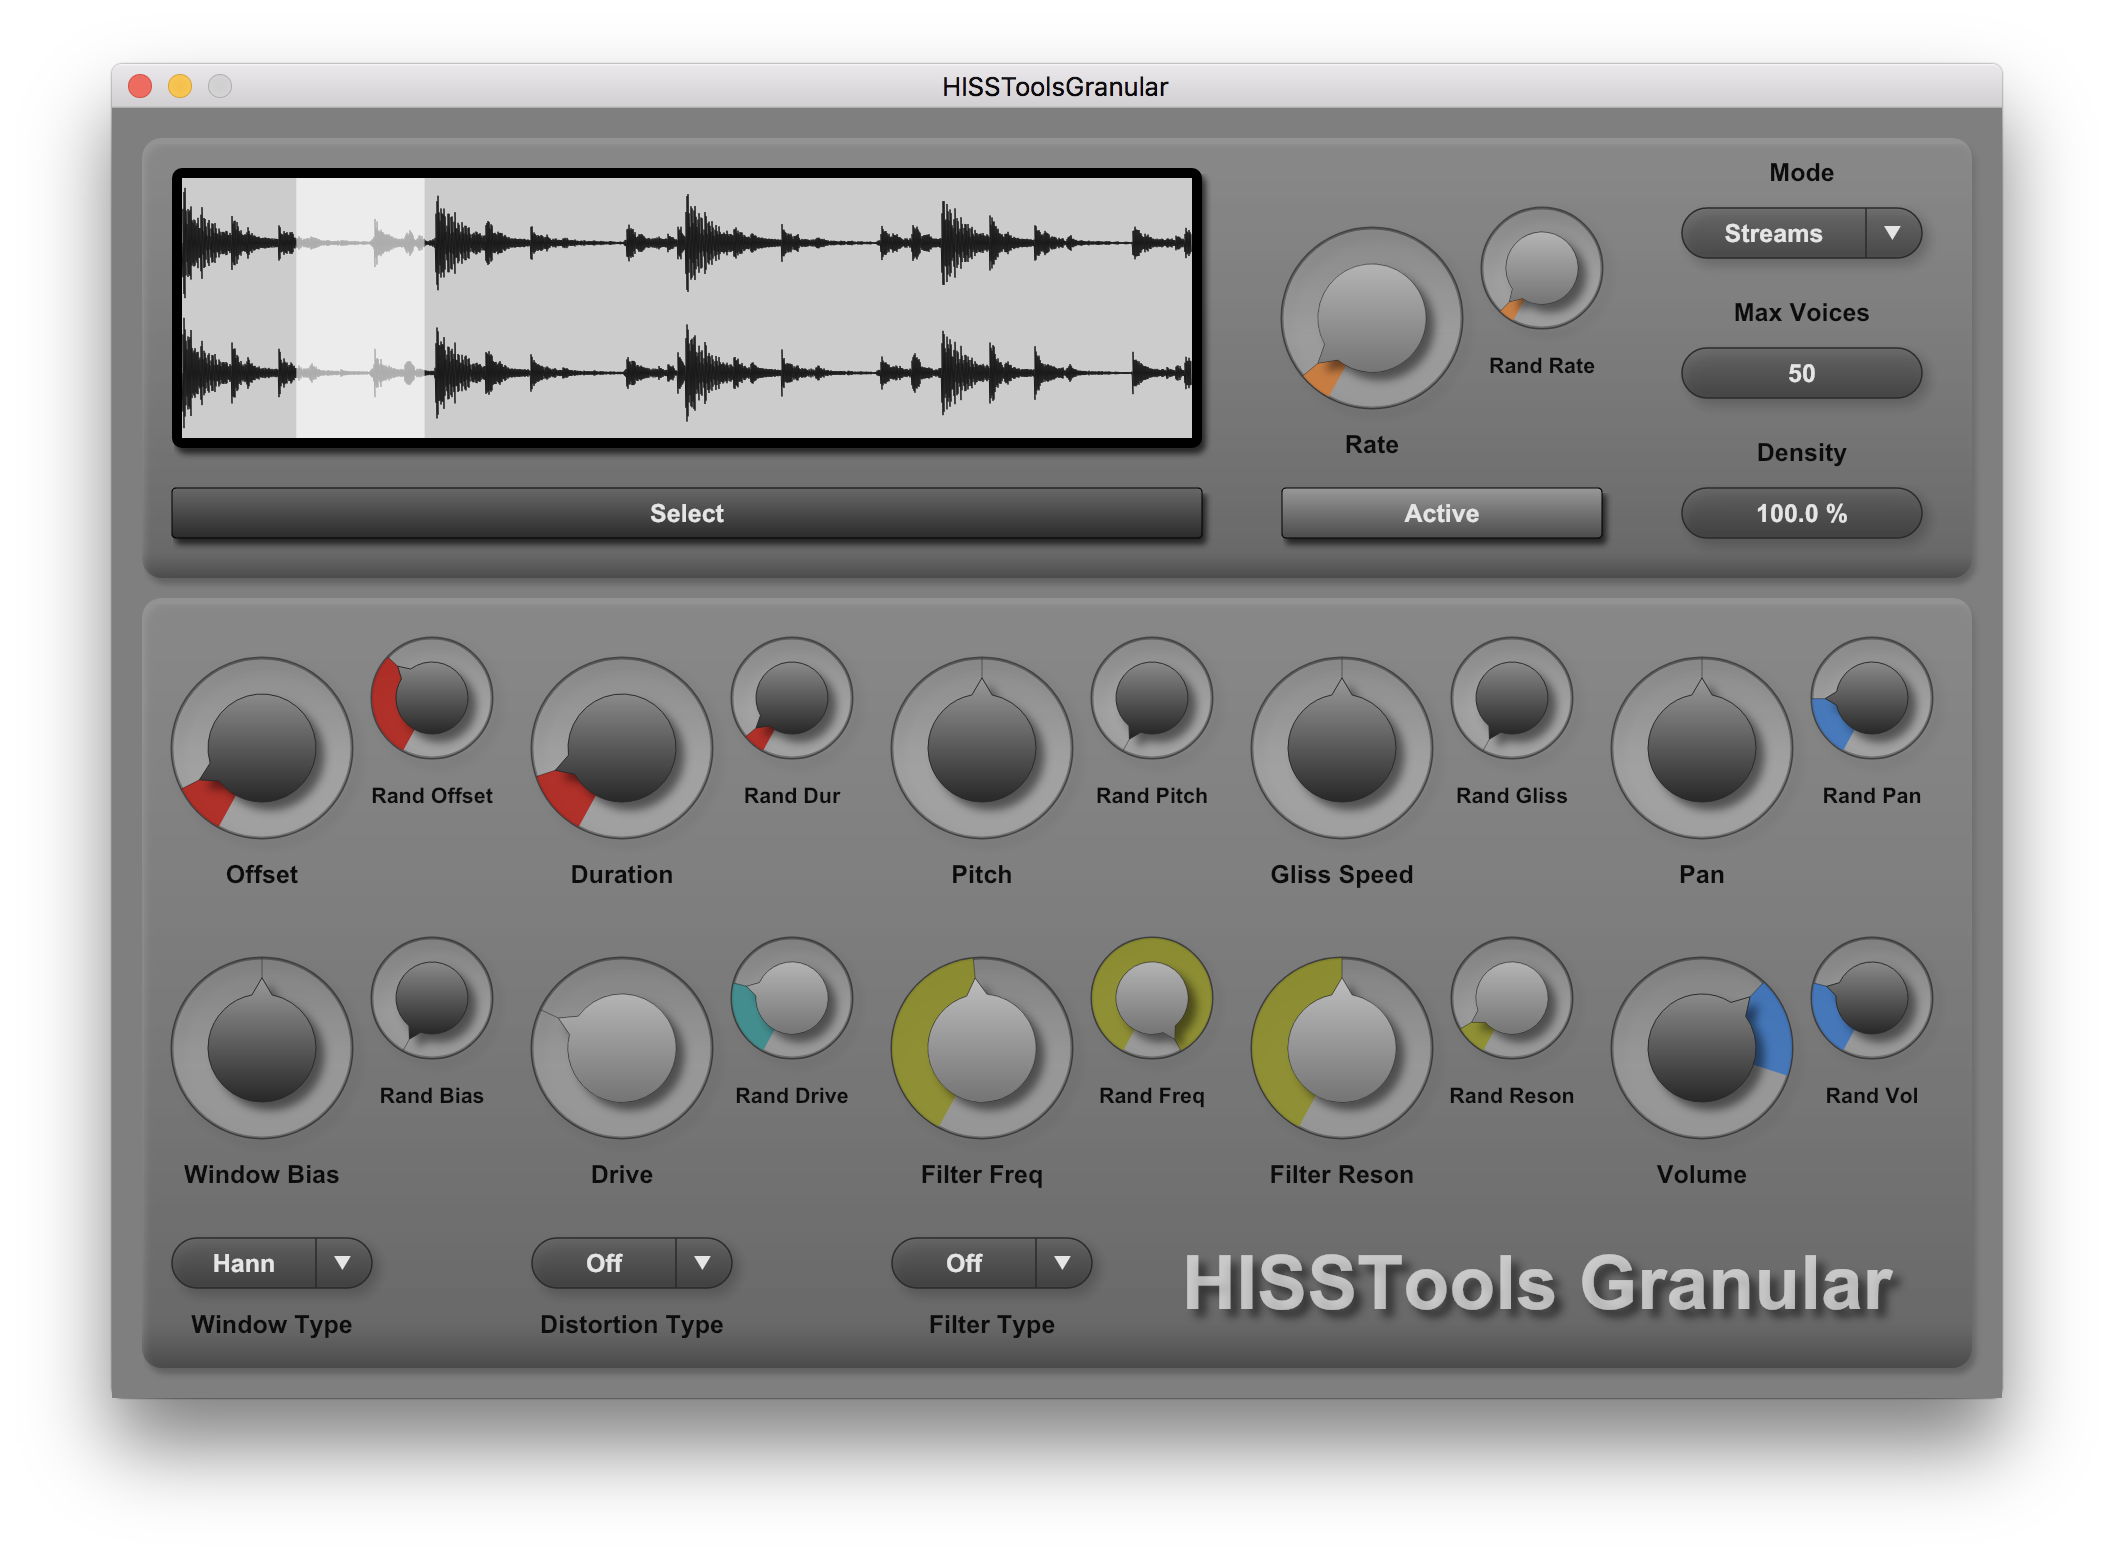 HISSToolsGranular
Mode
Streams
Max Voices
50
Rand Rate
Rate
Density
Select
Active
100.0 %
Rand Offset
Rand Dur
Rand Pitch
Rand Gliss
Rand Pan
Offset
Duration
Pitch
Gliss Speed
Pan
Rand Bias
Rand Drive
Rand Freq
Rand Reson
Rand Vol
Window Bias
Drive
Filter Freq
Filter Reson
Volume
Hann
Off
Off
HISSTools Granular
Window Type
Distortion Type
Filter Type